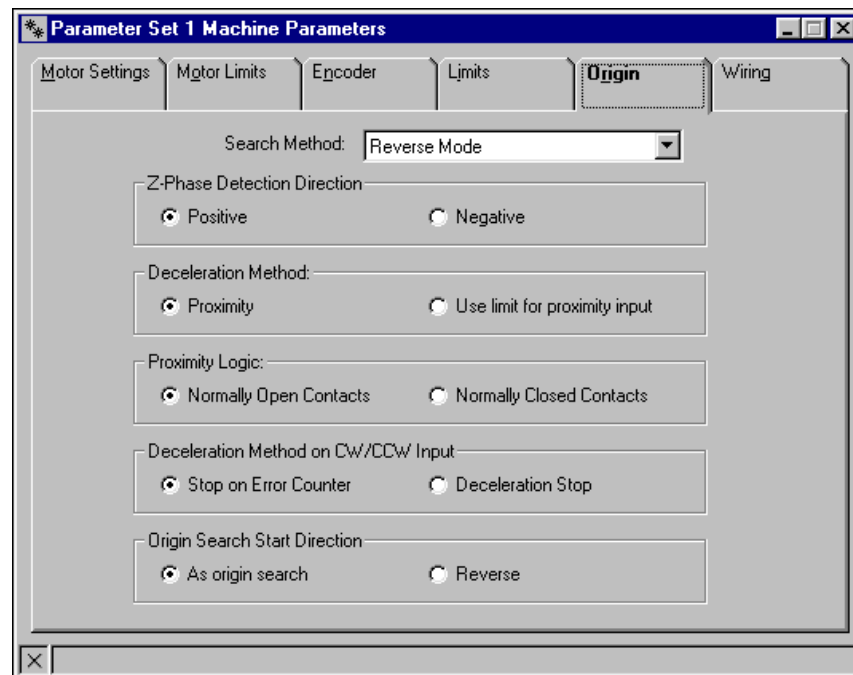 Parameter Set 1 Machine Parameters
Motor Settings Motor Limits Encoder Limits Origin Wiring
Search Method: Reverse Mode
Z-Phase Detection Direction
Positive Negative
Deceleration Method:
Proximity Use limit for proximity input
Proximity Logic:
Normally Open Contacts Normally Closed Contacts
Deceleration Method on CW/CCW Input
Stop on Error Counter Deceleration Stop
Origin Search Start Direction
As origin search Reverse